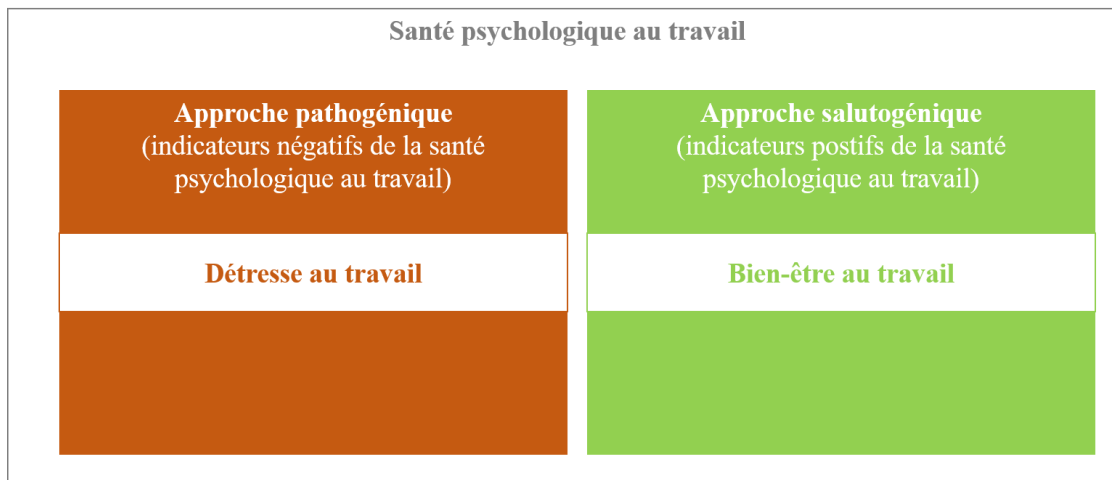 Santé psychologique au travail
Approche pathogénique
(indicateurs négatifs de la santé
psychologique au travail)
Détresse au travail
Approche salutogénique
(indicateurs postifs de la santé
psychologique au travail)
Bien-être au travail